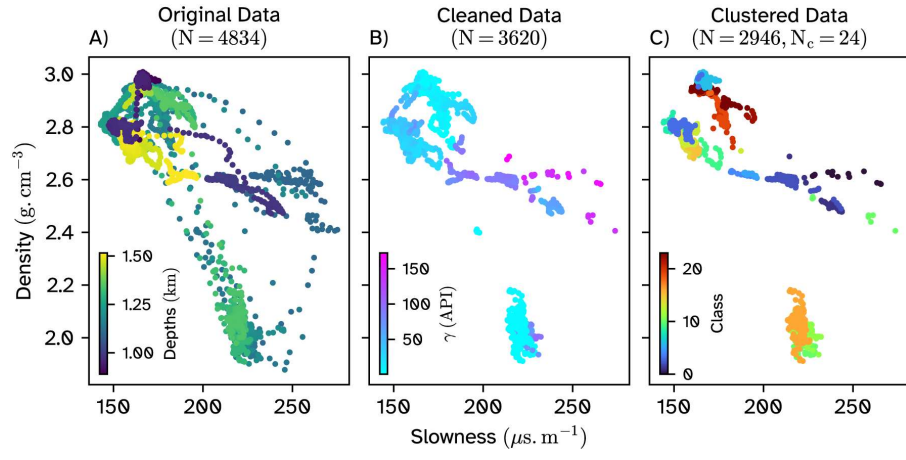 Original Data
(N = 4834)
Cleaned Data
(N = 3620)
Clustered Data
(N = 2946, N_c = 24)
A)
B)
C)
3.0
2.8
2.6
2.4
2.2
2.0
Density (g. cm⁻³)
1.50
1.25
1.00
Depths (km)
150
100
50
γ (API)
20
10
0
Class
150 200 250
150 200 250
150 200 250
Slowness (μs. m⁻¹)